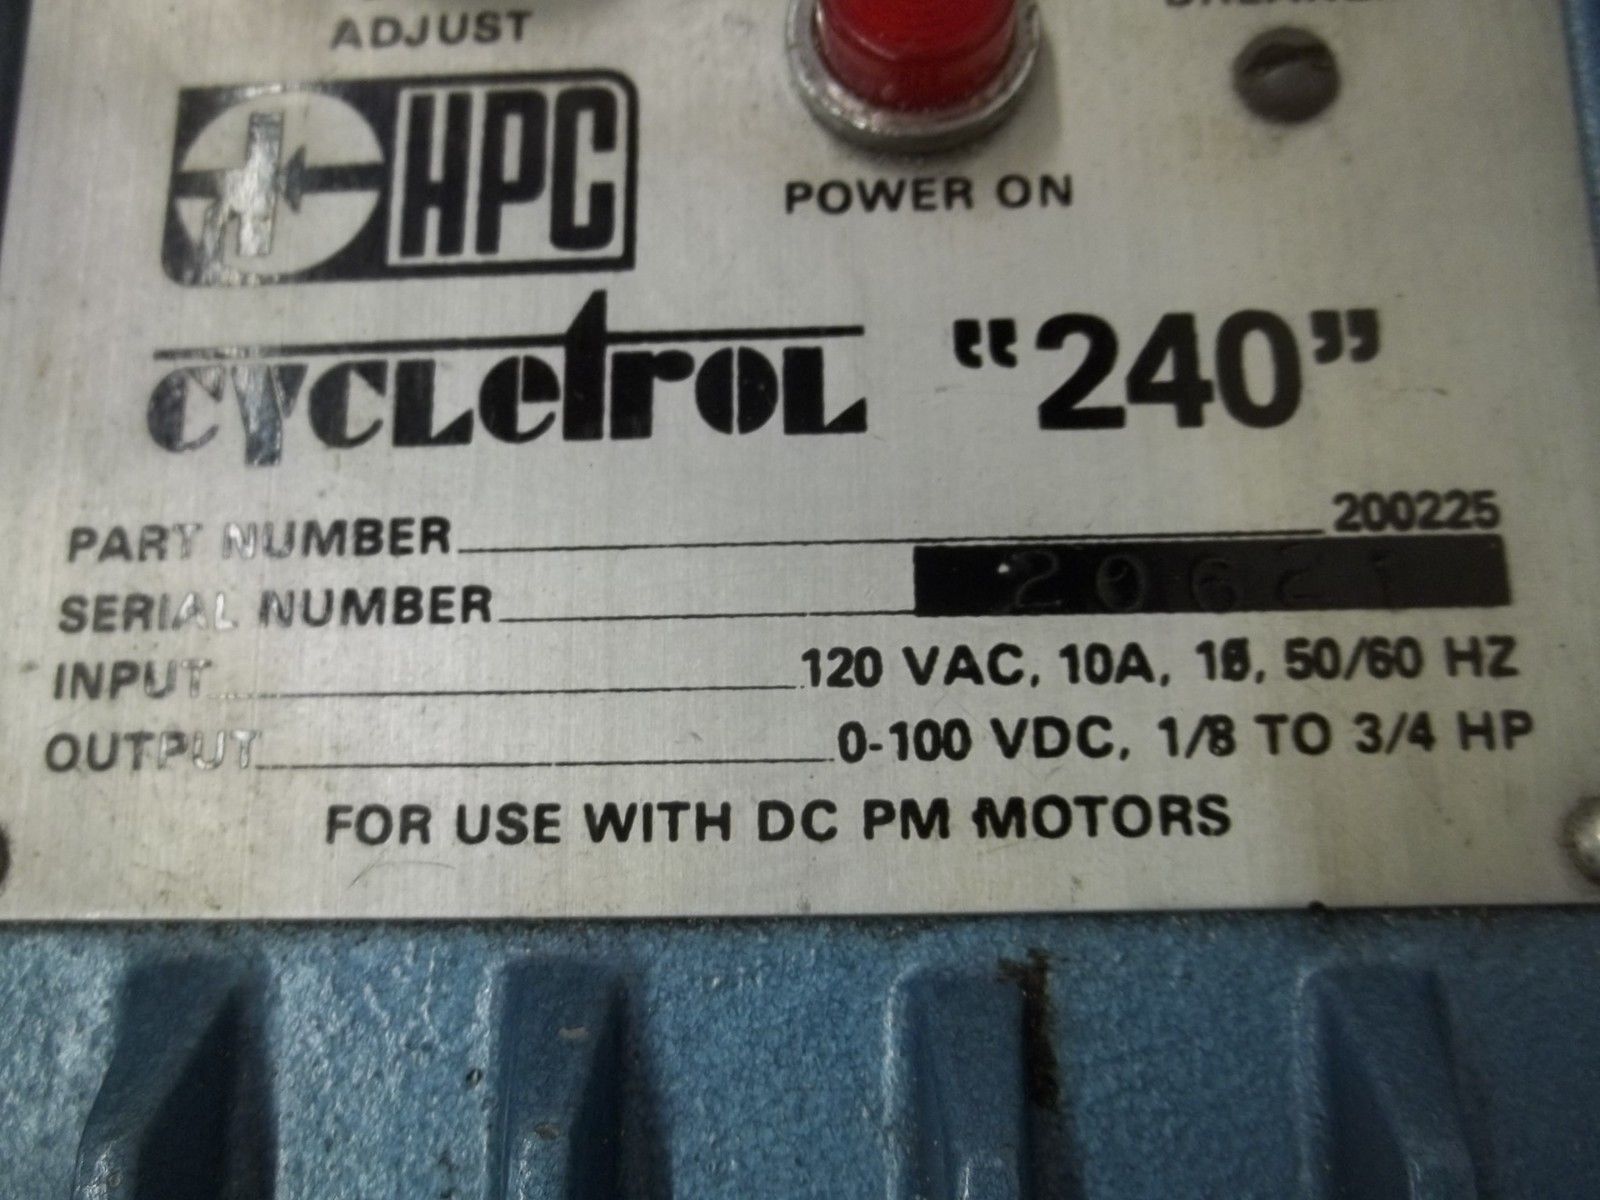 ADJUST
HPC
POWER ON
cycletrol "240"
PART NUMBER 200225
SERIAL NUMBER
INPUT 120 VAC, 10A, 1Ø, 50/60 HZ
OUTPUT 0-100 VDC, 1/8 TO 3/4 HP
FOR USE WITH DC PM MOTORS